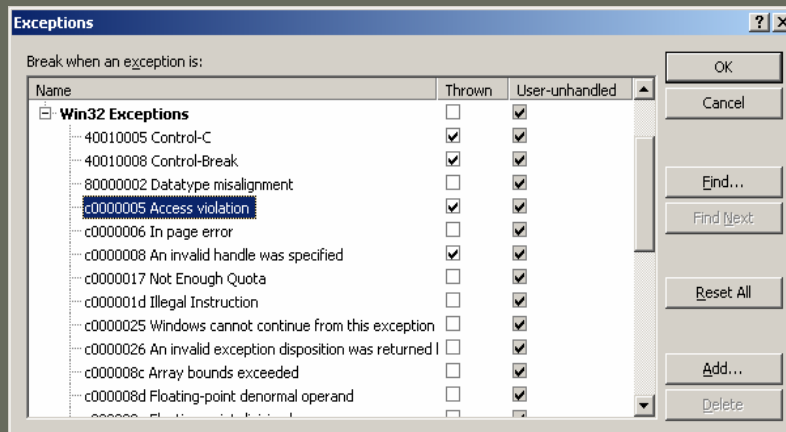 Exceptions
Break when an exception is:
Name Thrown User-unhandled
Win32 Exceptions
40010005 Control-C
40010008 Control-Break
80000002 Datatype misalignment
c0000005 Access violation
c0000006 In page error
c0000008 An invalid handle was specified
c0000017 Not Enough Quota
c000001d Illegal Instruction
c0000025 Windows cannot continue from this exception
c0000026 An invalid exception disposition was returned
c000008c Array bounds exceeded
c000008d Floating-point denormal operand
OK
Cancel
Find...
Find Next
Reset All
Add...
Delete